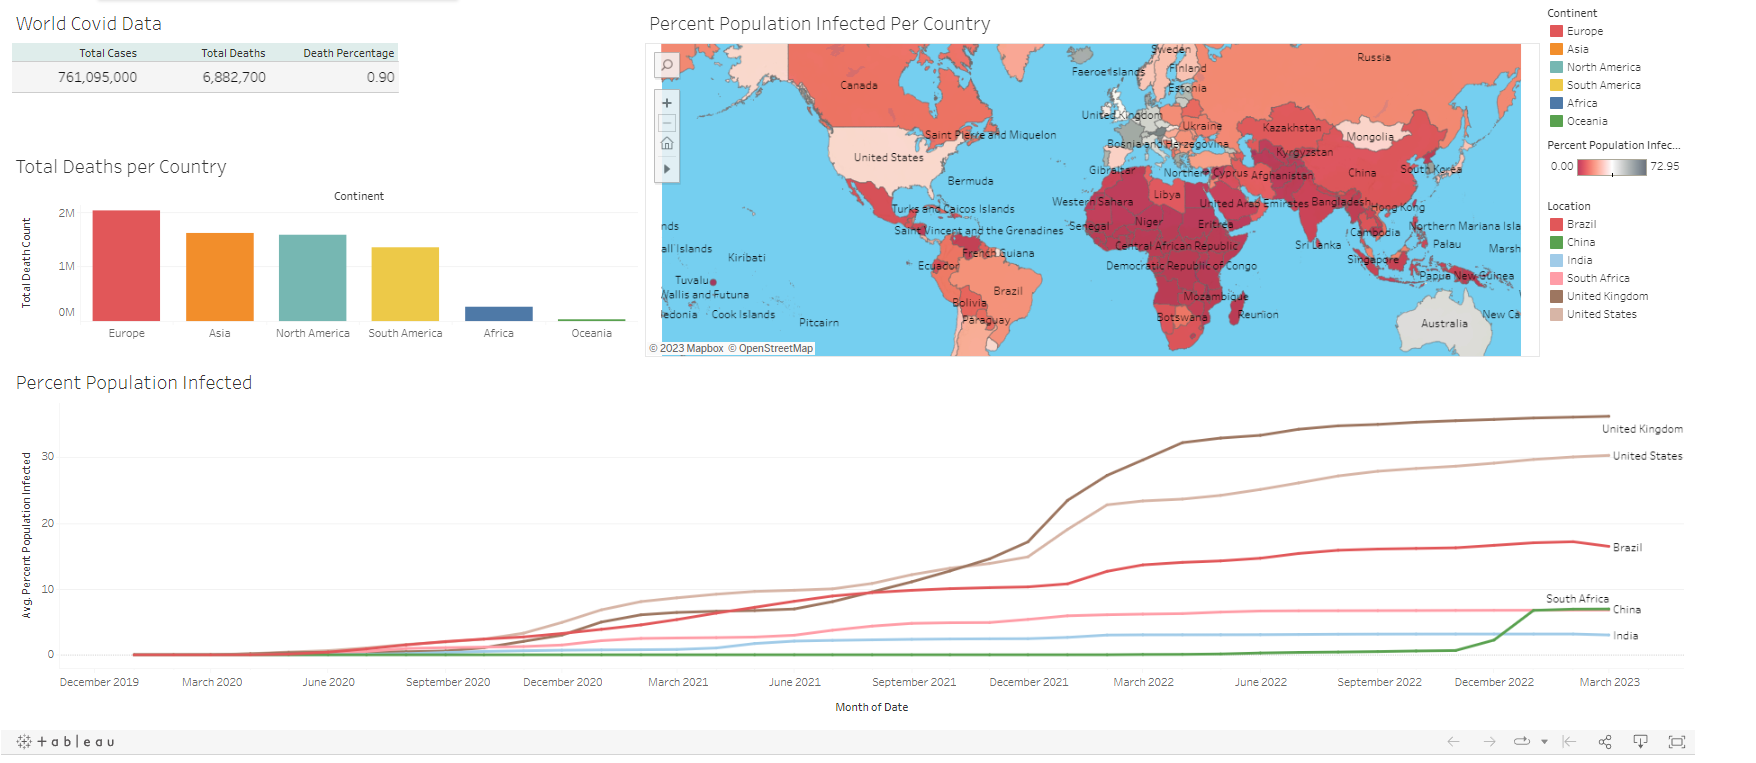 World Covid Data
Total Cases Total Deaths Death Percentage
761,095,000 6,882,700 0.90
Total Deaths per Country
Continent
Total Death Count
2M
1M
0M
Europe Asia North America South America Africa Oceania
Percent Population Infected Per Country
Sweden
Russia
Faeroe Islands
Finland
Canada
Estonia
United Kingdom
Ukraine
Kazakhstan
Saint Pierre and Miquelon
Mongolia
Bosnia and Herzegovina
United States
Kyrgyzstan
Gibraltar
Northern Cyprus
Afghanistan
China
South Korea
Bermuda
Libya
Western Sahara
United Arab Emirates
Bangladesh
Hong Kong
Turks and Caicos Islands
Niger
Eritrea
Senegal
Northern Mariana Isla
nds
Saint Vincent and the Grenadines
Cambodia
Central African Republic
Sri Lanka
Palau
Marsh
all Islands
Kiribati
French Guiana
Singapore
Ecuador
Democratic Republic of Congo
Papua New Guinea
Tuvalu
Wallis and Futuna
Brazil
Mozambique
Bolivia
ledonia
Cook Islands
Pitcairn
Paraguay
Botswana
Reunion
Australia
New Ca
© 2023 Mapbox © OpenStreetMap
Continent
Europe
Asia
North America
South America
Africa
Oceania
Percent Population Infec...
0.00 72.95
Location
Brazil
China
India
South Africa
United Kingdom
United States
Percent Population Infected
Avg. Percent Population Infected
30
20
10
0
United Kingdom
United States
Brazil
South Africa
China
India
December 2019 March 2020 June 2020 September 2020 December 2020 March 2021 June 2021 September 2021 December 2021 March 2022 June 2022 September 2022 December 2022 March 2023
Month of Date
+ a b l e a u